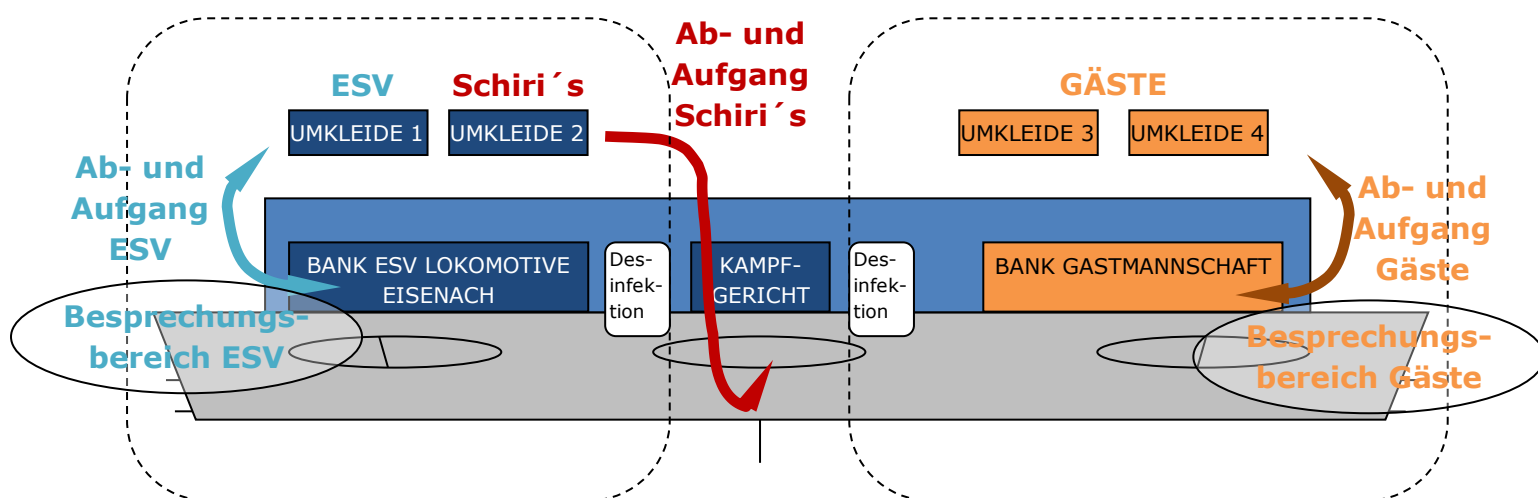 Ab- und
Aufgang
Schiri´s
ESV
Schiri´s
GÄSTE
UMKLEIDE 1
UMKLEIDE 2
UMKLEIDE 3
UMKLEIDE 4
Ab- und
Aufgang
ESV
Ab- und
Aufgang
Gäste
BANK ESV LOKOMOTIVE
EISENACH
Des-
infek-
tion
KAMPF-
GERICHT
Des-
infek-
tion
BANK GASTMANNSCHAFT
Besprechungs-
bereich ESV
Besprechungs-
bereich Gäste